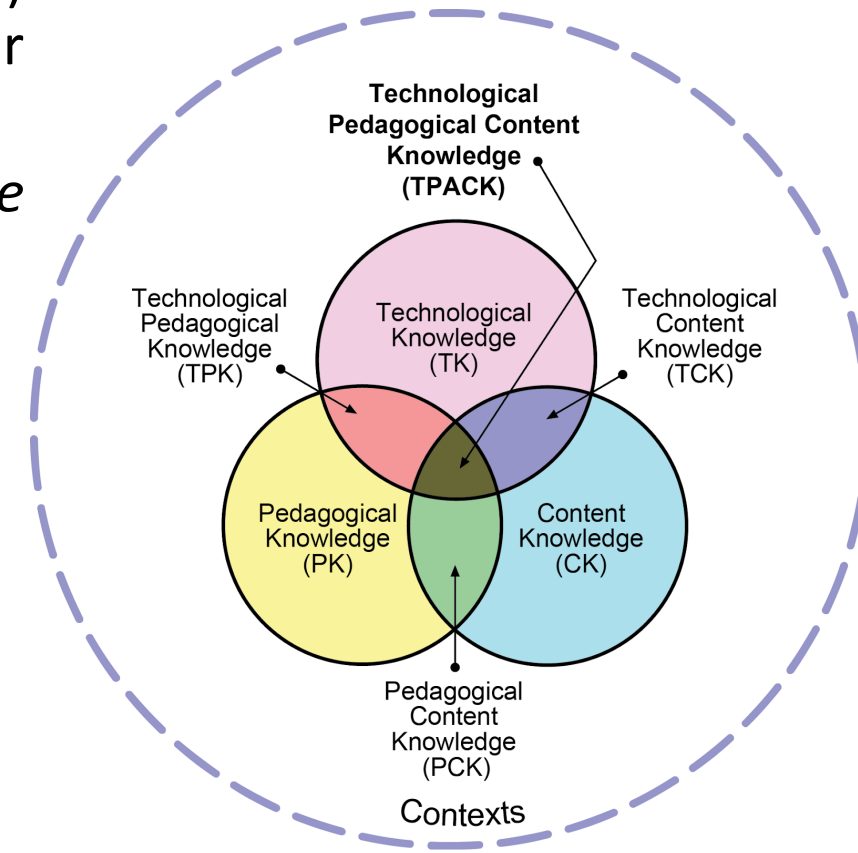 r
e
Technological
Pedagogical Content
Knowledge
(TPACK)
Technological
Pedagogical
Knowledge
(TPK)
Technological
Knowledge
(TK)
Technological
Content
Knowledge
(TCK)
Pedagogical
Knowledge
(PK)
Content
Knowledge
(CK)
Pedagogical
Content
Knowledge
(PCK)
Contexts